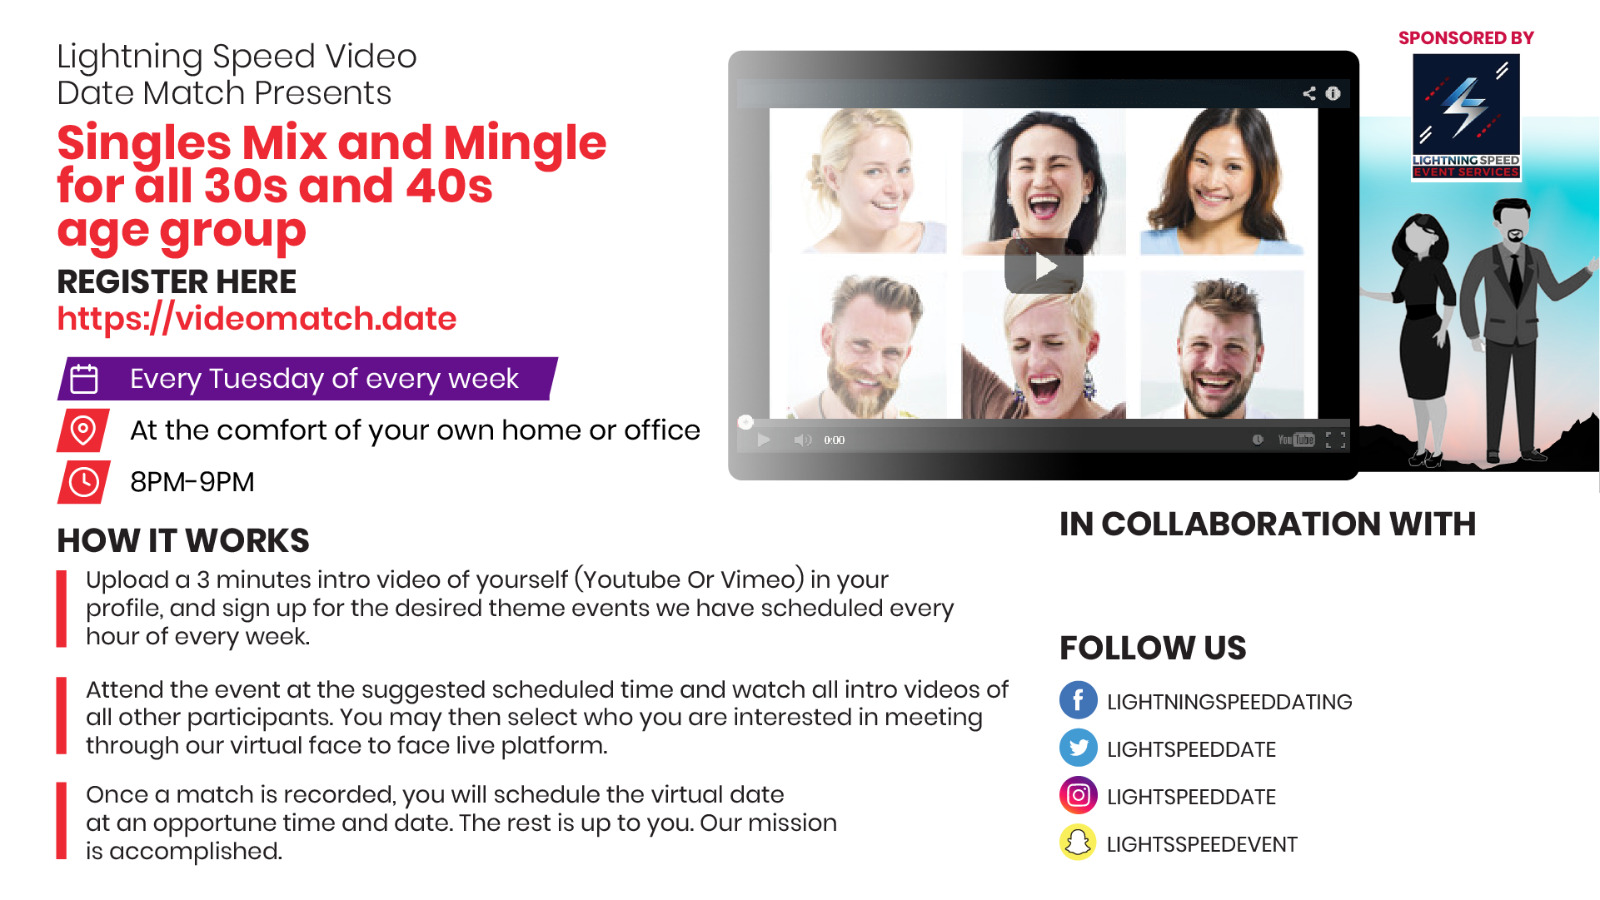 Lightning Speed Video
Date Match Presents
Singles Mix and Mingle
for all 30s and 40s
age group
REGISTER HERE
https://videomatch.date
Every Tuesday of every week
At the comfort of your own home or office
8PM-9PM
HOW IT WORKS
Upload a 3 minutes intro video of yourself (Youtube Or Vimeo) in your
profile, and sign up for the desired theme events we have scheduled every
hour of every week.
Attend the event at the suggested scheduled time and watch all intro videos of
all other participants. You may then select who you are interested in meeting
through our virtual face to face live platform.
Once a match is recorded, you will schedule the virtual date
at an opportune time and date. The rest is up to you. Our mission
is accomplished.
0:00
YouTube
SPONSORED BY
LIGHTNING SPEED
EVENT SERVICES
IN COLLABORATION WITH
FOLLOW US
LIGHTNINGSPEEDDATING
LIGHTSPEEDDATE
LIGHTSPEEDDATE
LIGHTSSPEEDEVENT